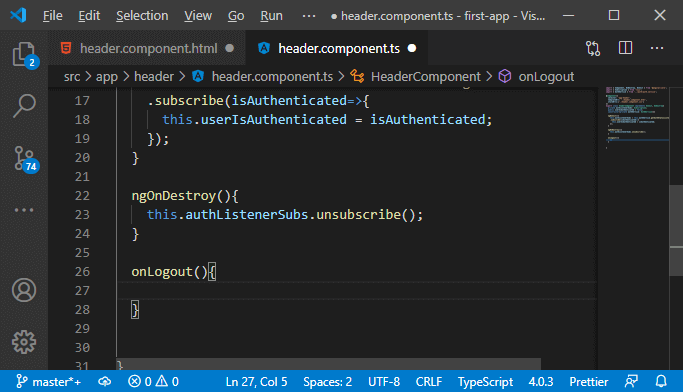 File Edit Selection View Go Run ··· header.component.ts - first-app - Vis...
header.component.html header.component.ts
src > app > header > header.component.ts > HeaderComponent > onLogout
17 .subscribe(isAuthenticated=>{
18 this.userIsAuthenticated = isAuthenticated;
19 });
20 }
21
22 ngOnDestroy(){
23 this.authListenerSubs.unsubscribe();
24 }
25
26 onLogout(){
27
28 }
29
30
31 }
2
74
master*+ 0 0 Ln 27, Col 5 Spaces: 2 UTF-8 CRLF TypeScript 4.0.3 Prettier